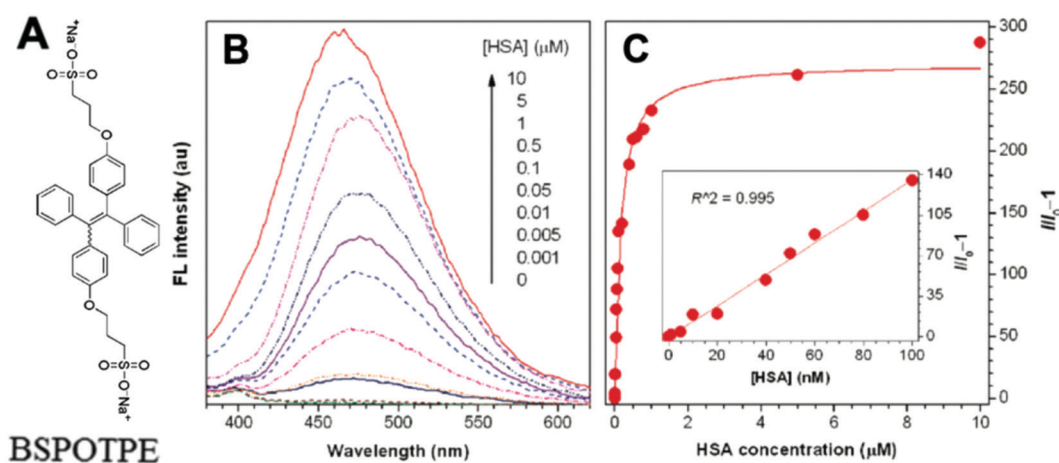 A
+Na-O
O=S=O
O
O
O=S=O
O-Na+
BSPOTPE
B
[HSA] (μM)
10
5
1
0.5
0.1
0.05
0.01
0.005
0.001
0
FL intensity (au)
400 450 500 550 600
Wavelength (nm)
C
300
250
200
150
100
50
0
I/I0-1
R^2 = 0.995
140
105
70
35
0
I/I0-1
0 20 40 60 80 100
[HSA] (nM)
0 2 4 6 8 10
HSA concentration (μM)